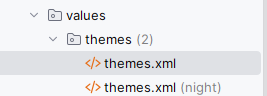 values
themes (2)
themes.xml
themes.xml (night)